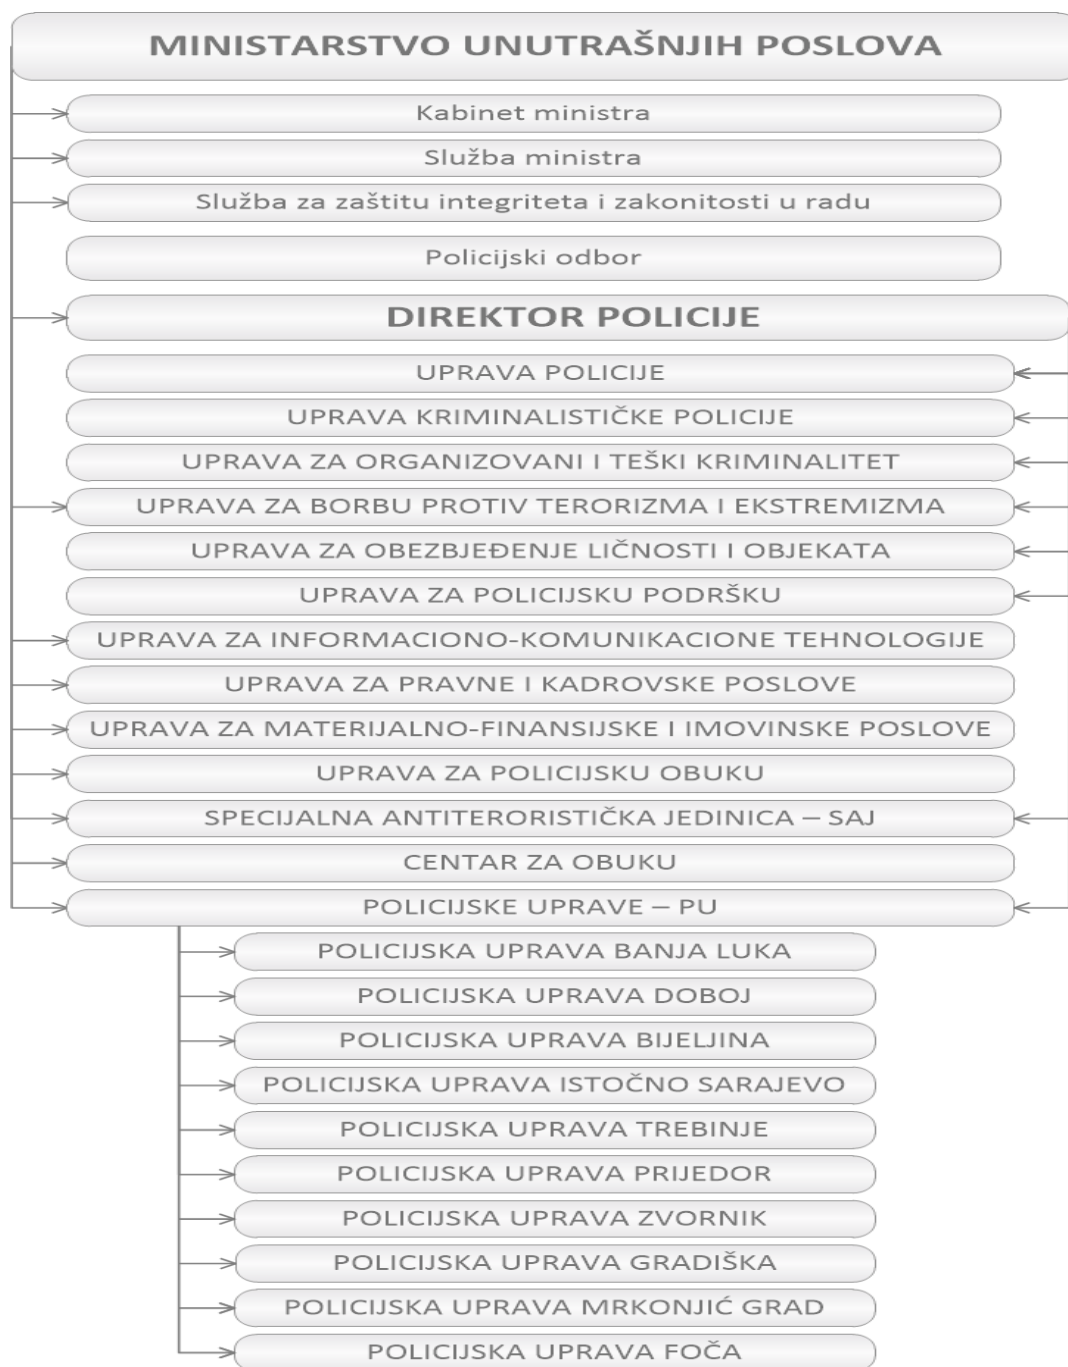 MINISTARSTVO UNUTRAŠNJIH POSLOVA
Kabinet ministra
Služba ministra
Služba za zaštitu integriteta i zakonitosti u radu
Policijski odbor
DIREKTOR POLICIJE
UPRAVA POLICIJE
UPRAVA KRIMINALISTIČKE POLICIJE
UPRAVA ZA ORGANIZOVANI I TEŠKI KRIMINALITET
UPRAVA ZA BORBU PROTIV TERORIZMA I EKSTREMIZMA
UPRAVA ZA OBEZBJEĐENJE LIČNOSTI I OBJEKATA
UPRAVA ZA POLICIJSKU PODRŠKU
UPRAVA ZA INFORMACIONO-KOMUNIKACIONE TEHNOLOGIJE
UPRAVA ZA PRAVNE I KADROVSKE POSLOVE
UPRAVA ZA MATERIJALNO-FINANSIJSKE I IMOVINSKE POSLOVE
UPRAVA ZA POLICIJSKU OBUKU
SPECIJALNA ANTITERORISTIČKA JEDINICA – SAJ
CENTAR ZA OBUKU
POLICIJSKE UPRAVE – PU
POLICIJSKA UPRAVA BANJA LUKA
POLICIJSKA UPRAVA DOBOJ
POLICIJSKA UPRAVA BIJELJINA
POLICIJSKA UPRAVA ISTOČNO SARAJEVO
POLICIJSKA UPRAVA TREBINJE
POLICIJSKA UPRAVA PRIJEDOR
POLICIJSKA UPRAVA ZVORNIK
POLICIJSKA UPRAVA GRADIŠKA
POLICIJSKA UPRAVA MRKONJIĆ GRAD
POLICIJSKA UPRAVA FOČA